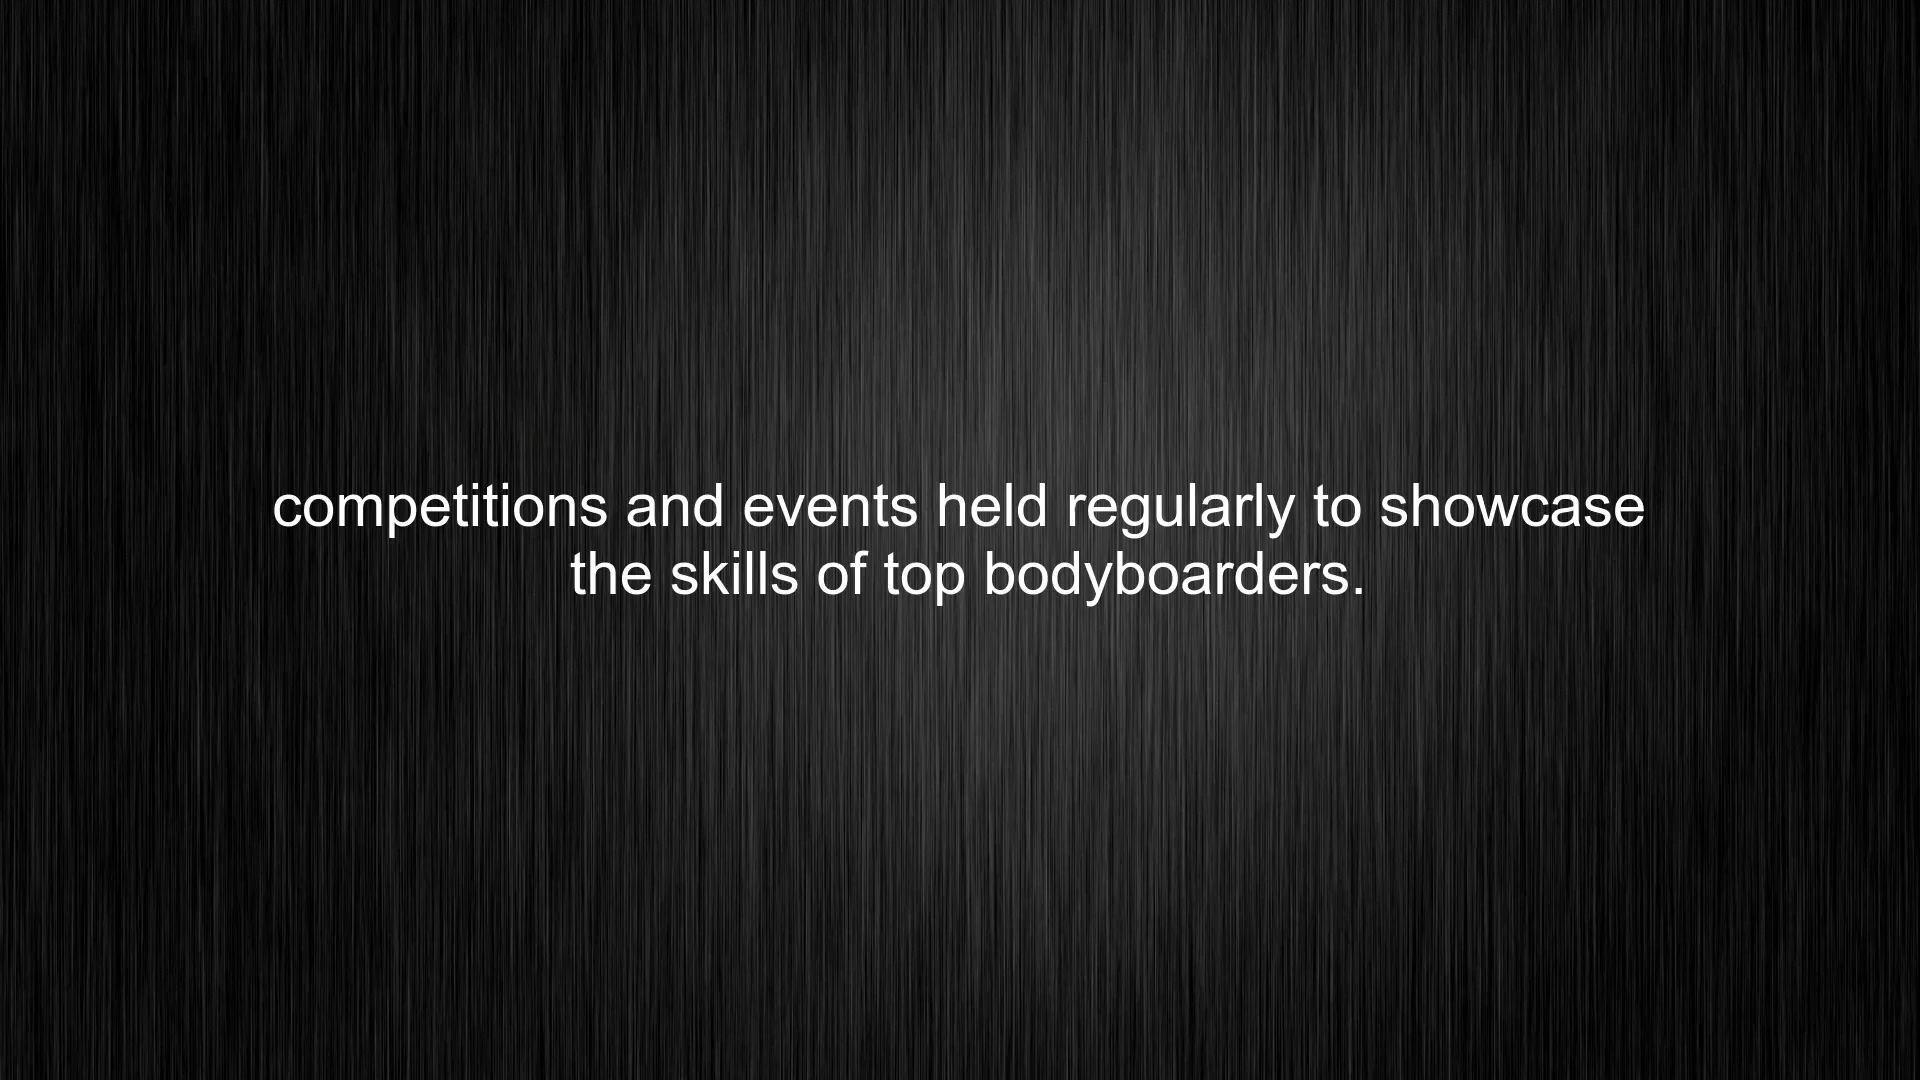 competitions and events held regularly to showcase
the skills of top bodyboarders.